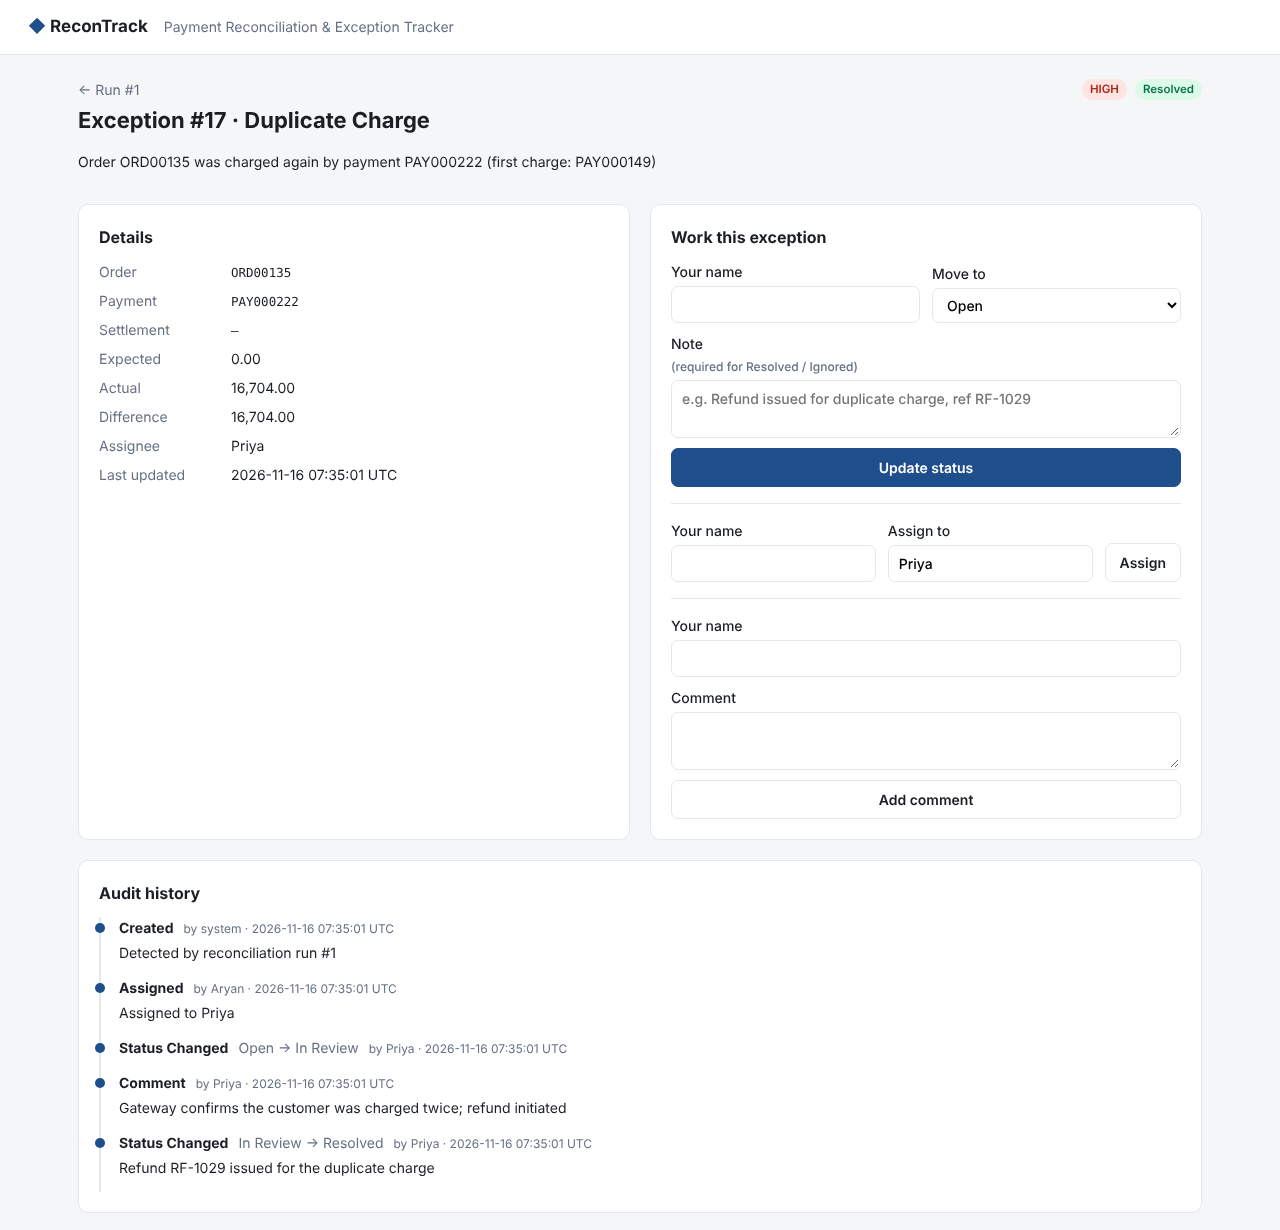 ReconTrack Payment Reconciliation & Exception Tracker
← Run #1
HIGH Resolved
Exception #17 · Duplicate Charge
Order ORD00135 was charged again by payment PAY000222 (first charge: PAY000149)
Details
Order ORD00135
Payment PAY000222
Settlement –
Expected 0.00
Actual 16,704.00
Difference 16,704.00
Assignee Priya
Last updated 2026-11-16 07:35:01 UTC
Work this exception
Your name Move to
Open
Note
(required for Resolved / Ignored)
e.g. Refund issued for duplicate charge, ref RF-1029
Update status
Your name Assign to
Priya Assign
Your name
Comment
Add comment
Audit history
Created by system · 2026-11-16 07:35:01 UTC
Detected by reconciliation run #1
Assigned by Aryan · 2026-11-16 07:35:01 UTC
Assigned to Priya
Status Changed Open → In Review by Priya · 2026-11-16 07:35:01 UTC
Comment by Priya · 2026-11-16 07:35:01 UTC
Gateway confirms the customer was charged twice; refund initiated
Status Changed In Review → Resolved by Priya · 2026-11-16 07:35:01 UTC
Refund RF-1029 issued for the duplicate charge